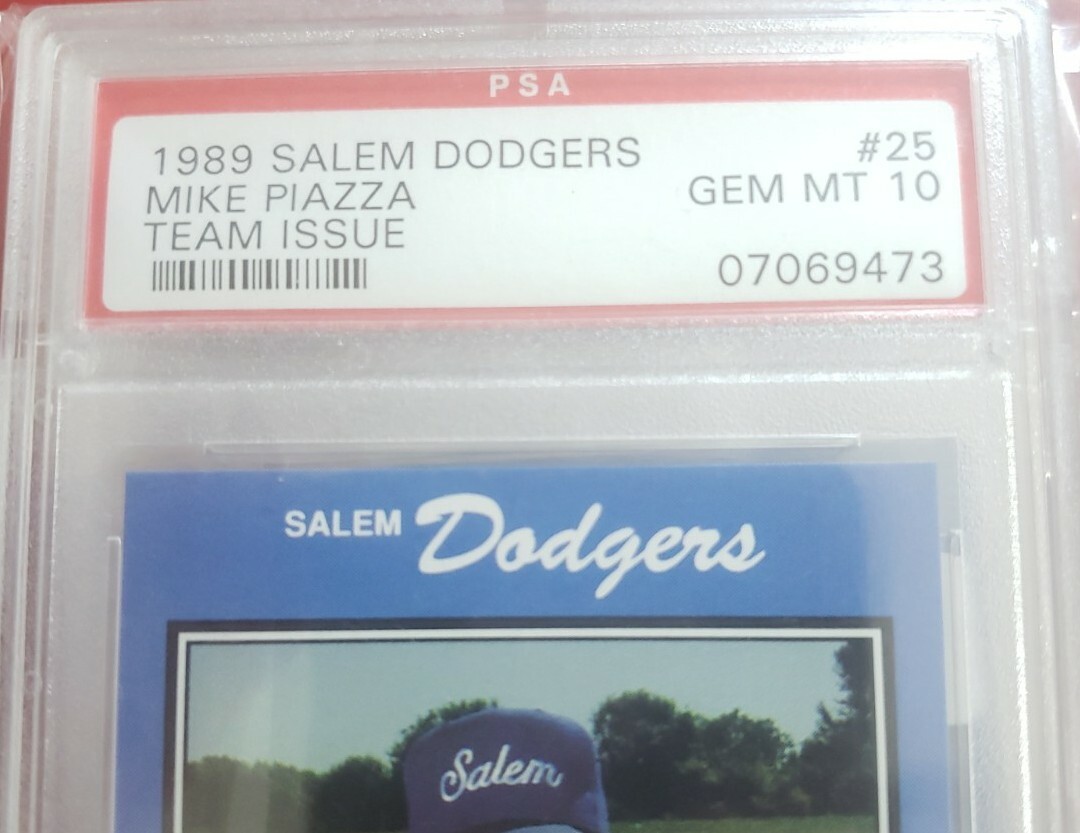 PSA
1989 SALEM DODGERS #25
MIKE PIAZZA GEM MT 10
TEAM ISSUE
07069473
SALEM Dodgers
Salem